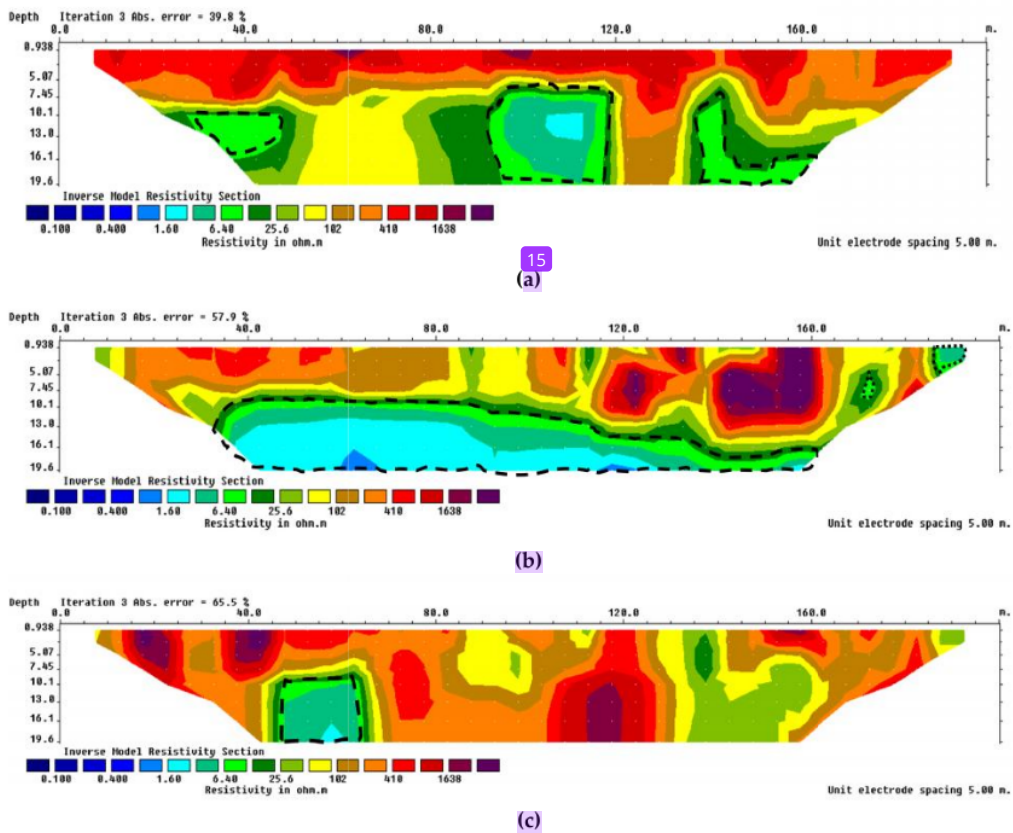 Depth Iteration 3 Abs. error = 39.8 %
0.0 40.0 80.0 120.0 160.0 m.
0.938
5.07
7.45
10.1
13.0
16.1
19.6
Inverse Model Resistivity Section
0.100 0.400 1.60 6.40 25.6 102 410 1638
Resistivity in ohm.m
Unit electrode spacing 5.00 m.
15
(a)
Depth Iteration 3 Abs. error = 57.9 %
0.0 40.0 80.0 120.0 160.0 m.
0.938
5.07
7.45
10.1
13.0
16.1
19.6
Inverse Model Resistivity Section
0.100 0.400 1.60 6.40 25.6 102 410 1638
Resistivity in ohm.m
Unit electrode spacing 5.00 m.
(b)
Depth Iteration 3 Abs. error = 65.5 %
0.0 40.0 80.0 120.0 160.0 m.
0.938
5.07
7.45
10.1
13.0
16.1
19.6
Inverse Model Resistivity Section
0.100 0.400 1.60 6.40 25.6 102 410 1638
Resistivity in ohm.m
Unit electrode spacing 5.00 m.
(c)